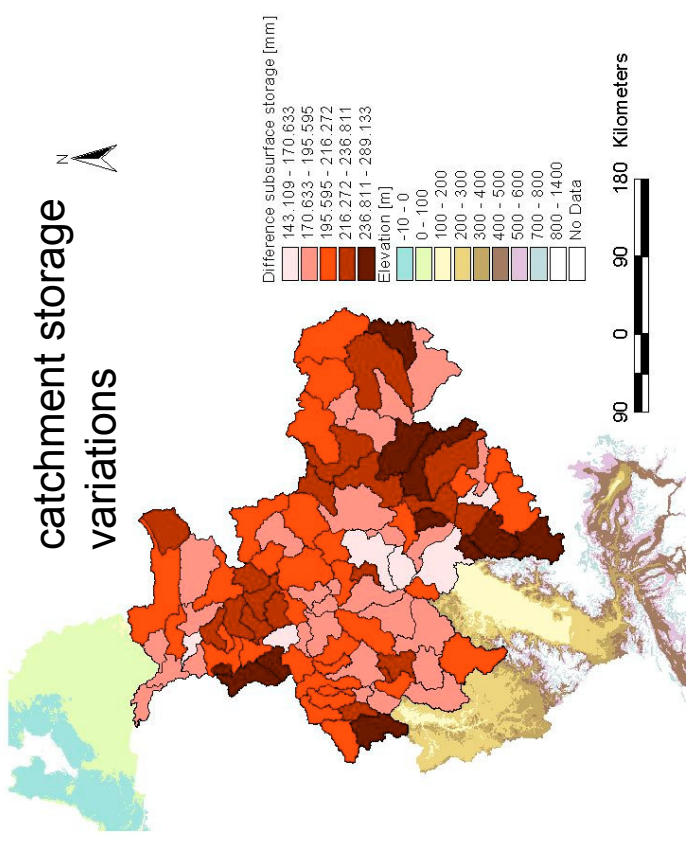 catchment storage
variations
N
Difference subsurface storage [mm]
143.109 - 170.633
170.633 - 195.595
195.595 - 216.272
216.272 - 236.811
236.811 - 289.133
Elevation [m]
-10 - 0
0 - 100
100 - 200
200 - 300
300 - 400
400 - 500
500 - 600
700 - 800
800 - 1400
No Data
90 0 90 180 Kilometers